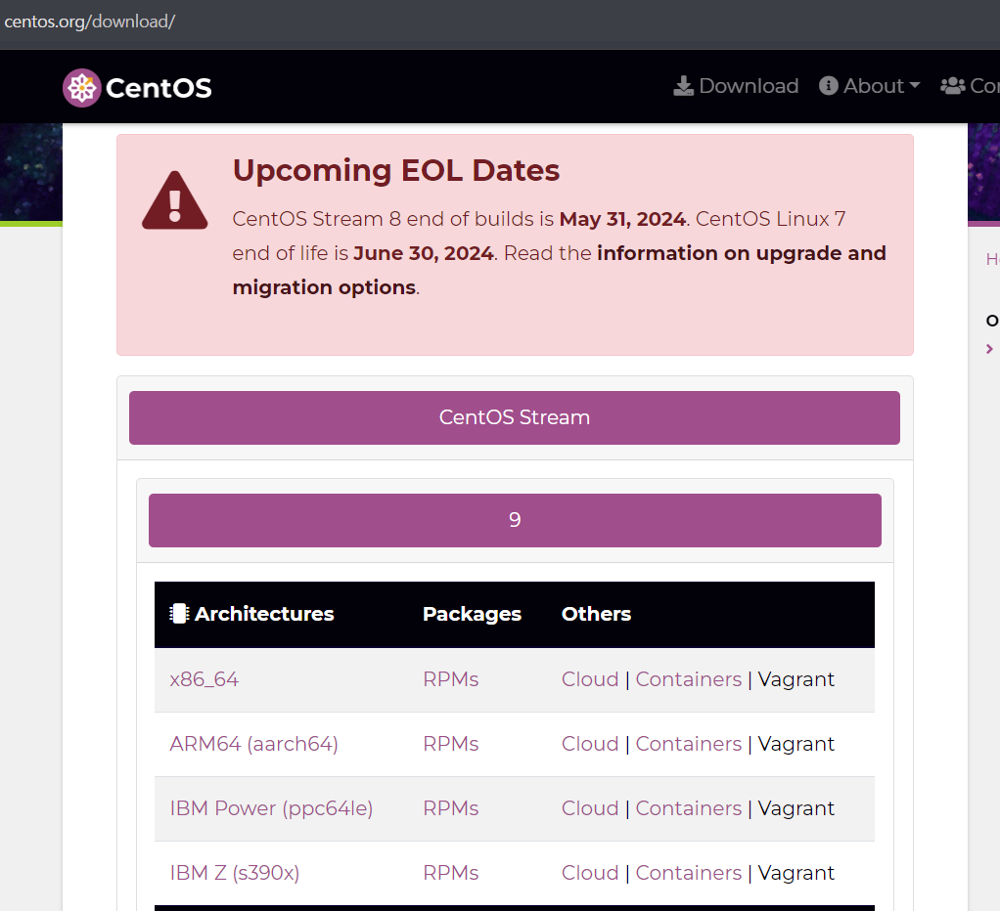 centos.org/download/
CentOS
Download About
Upcoming EOL Dates
CentOS Stream 8 end of builds is May 31, 2024. CentOS Linux 7
end of life is June 30, 2024. Read the information on upgrade and
migration options.
CentOS Stream
9
Architectures Packages Others
x86_64 RPMs Cloud | Containers | Vagrant
ARM64 (aarch64) RPMs Cloud | Containers | Vagrant
IBM Power (ppc64le) RPMs Cloud | Containers | Vagrant
IBM Z (s390x) RPMs Cloud | Containers | Vagrant